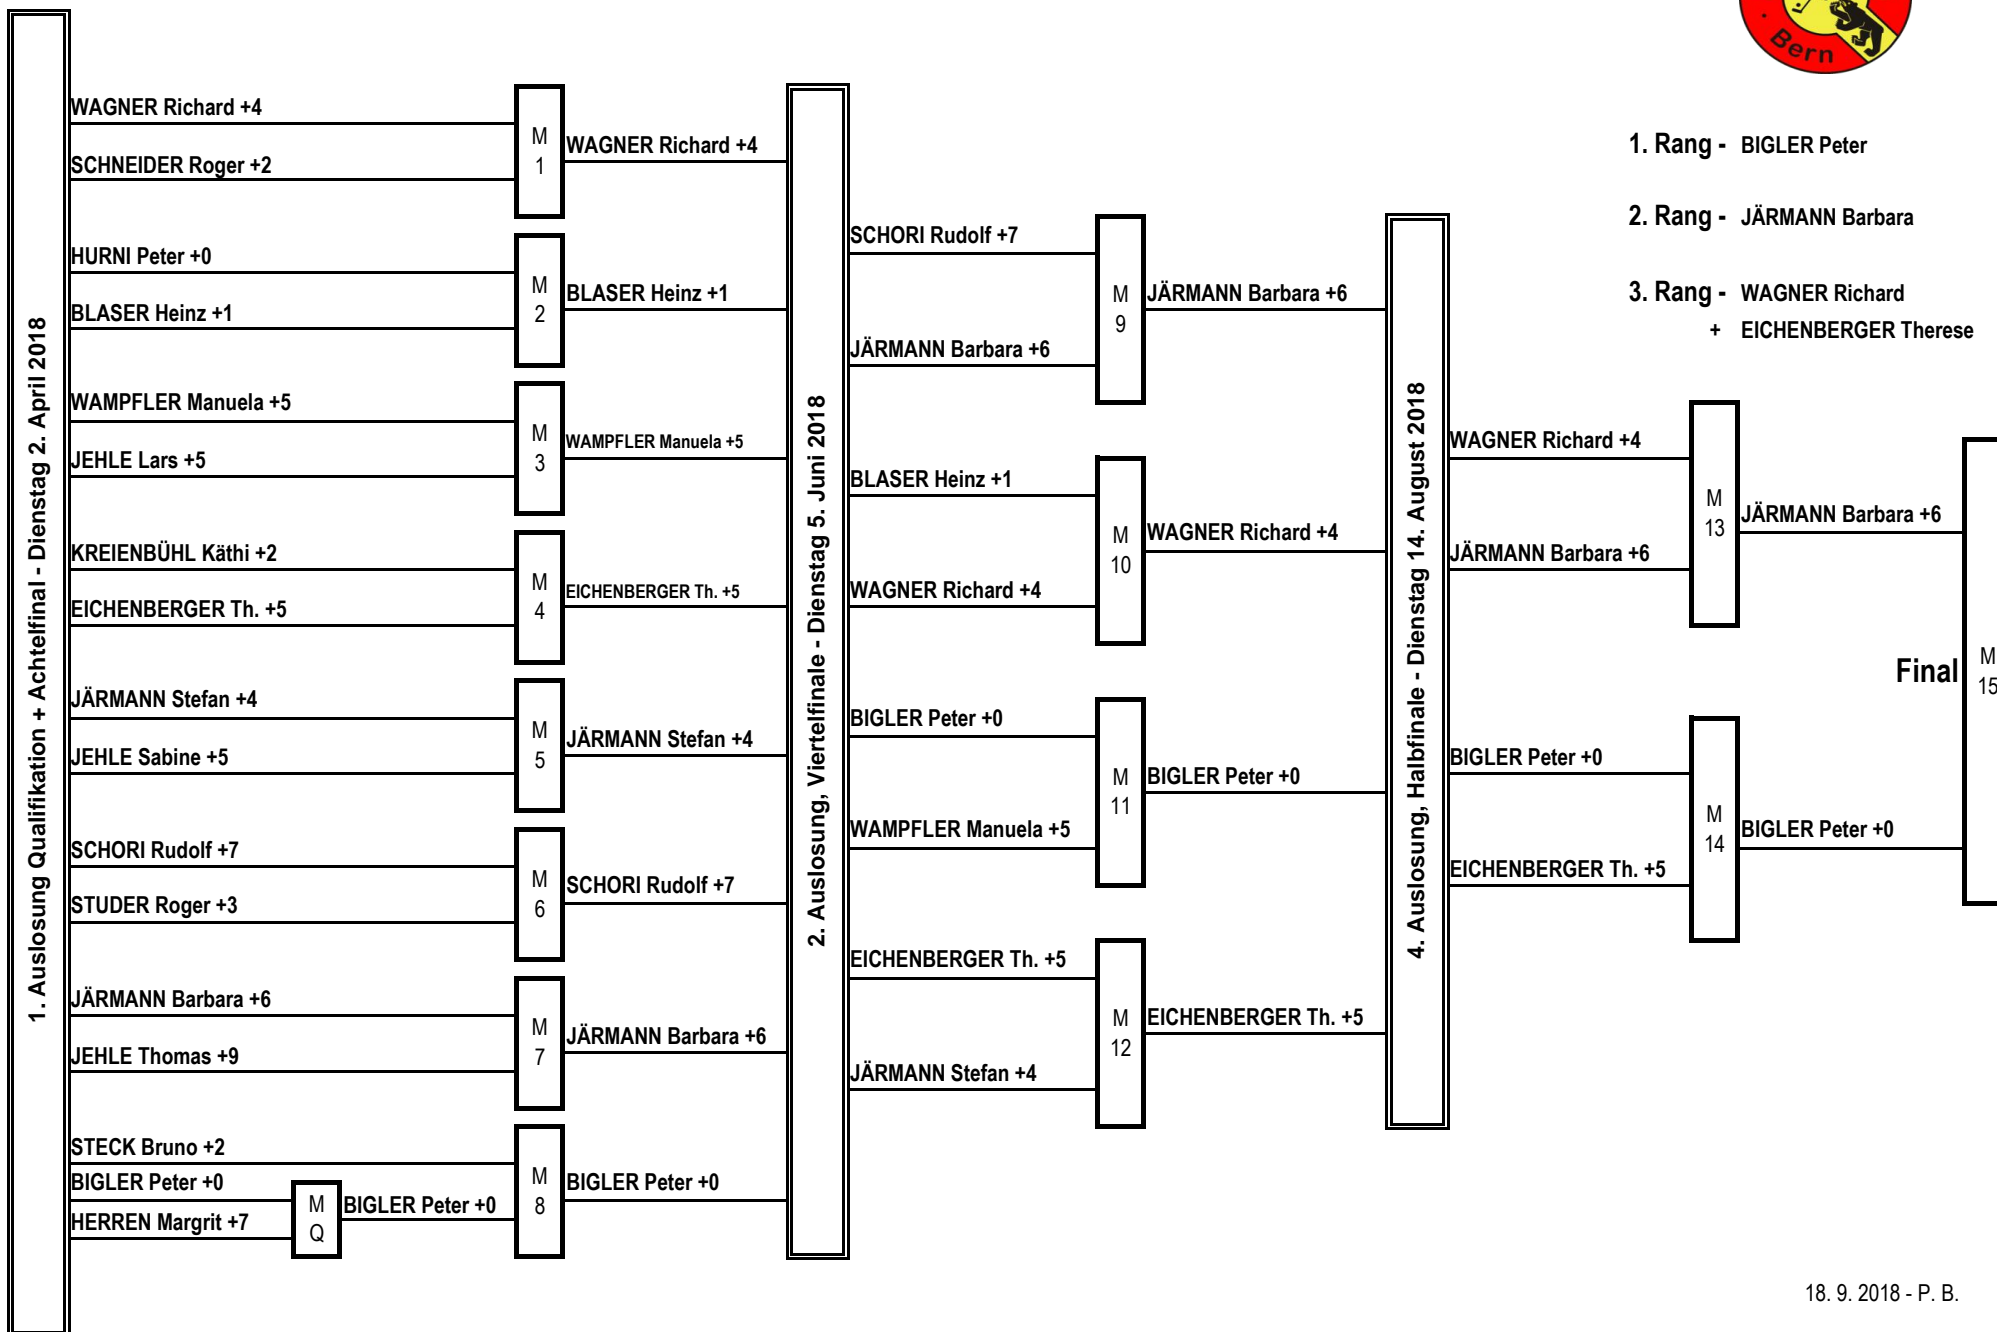 Bern
1. Auslosung Qualifikation + Achtelfinal - Dienstag 2. April 2018
WAGNER Richard +4
SCHNEIDER Roger +2
M
1
WAGNER Richard +4
HURNI Peter +0
BLASER Heinz +1
M
2
BLASER Heinz +1
WAMPFLER Manuela +5
JEHLE Lars +5
M
3
WAMPFLER Manuela +5
KREIENBÜHL Käthi +2
EICHENBERGER Th. +5
M
4
EICHENBERGER Th. +5
JÄRMANN Stefan +4
JEHLE Sabine +5
M
5
JÄRMANN Stefan +4
SCHORI Rudolf +7
STUDER Roger +3
M
6
SCHORI Rudolf +7
JÄRMANN Barbara +6
JEHLE Thomas +9
M
7
JÄRMANN Barbara +6
STECK Bruno +2
BIGLER Peter +0
HERREN Margrit +7
M
Q
BIGLER Peter +0
M
8
BIGLER Peter +0
2. Auslosung, Viertelfinale - Dienstag 5. Juni 2018
SCHORI Rudolf +7
JÄRMANN Barbara +6
M
9
JÄRMANN Barbara +6
BLASER Heinz +1
WAGNER Richard +4
M
10
WAGNER Richard +4
BIGLER Peter +0
WAMPFLER Manuela +5
M
11
BIGLER Peter +0
EICHENBERGER Th. +5
JÄRMANN Stefan +4
M
12
EICHENBERGER Th. +5
4. Auslosung, Halbfinale - Dienstag 14. August 2018
WAGNER Richard +4
JÄRMANN Barbara +6
M
13
JÄRMANN Barbara +6
BIGLER Peter +0
EICHENBERGER Th. +5
M
14
BIGLER Peter +0
Final
M
15
1. Rang - BIGLER Peter
2. Rang - JÄRMANN Barbara
3. Rang - WAGNER Richard
+ EICHENBERGER Therese
18. 9. 2018 - P. B.